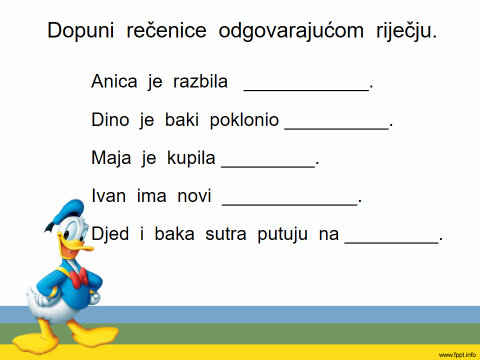 Dopuni rečenice odgovarajućom riječju.
Anica je razbila ____________.
Dino je baki poklonio __________.
Maja je kupila _________.
Ivan ima novi _____________.
Djed i baka sutra putuju na _________.
www.fppt.info